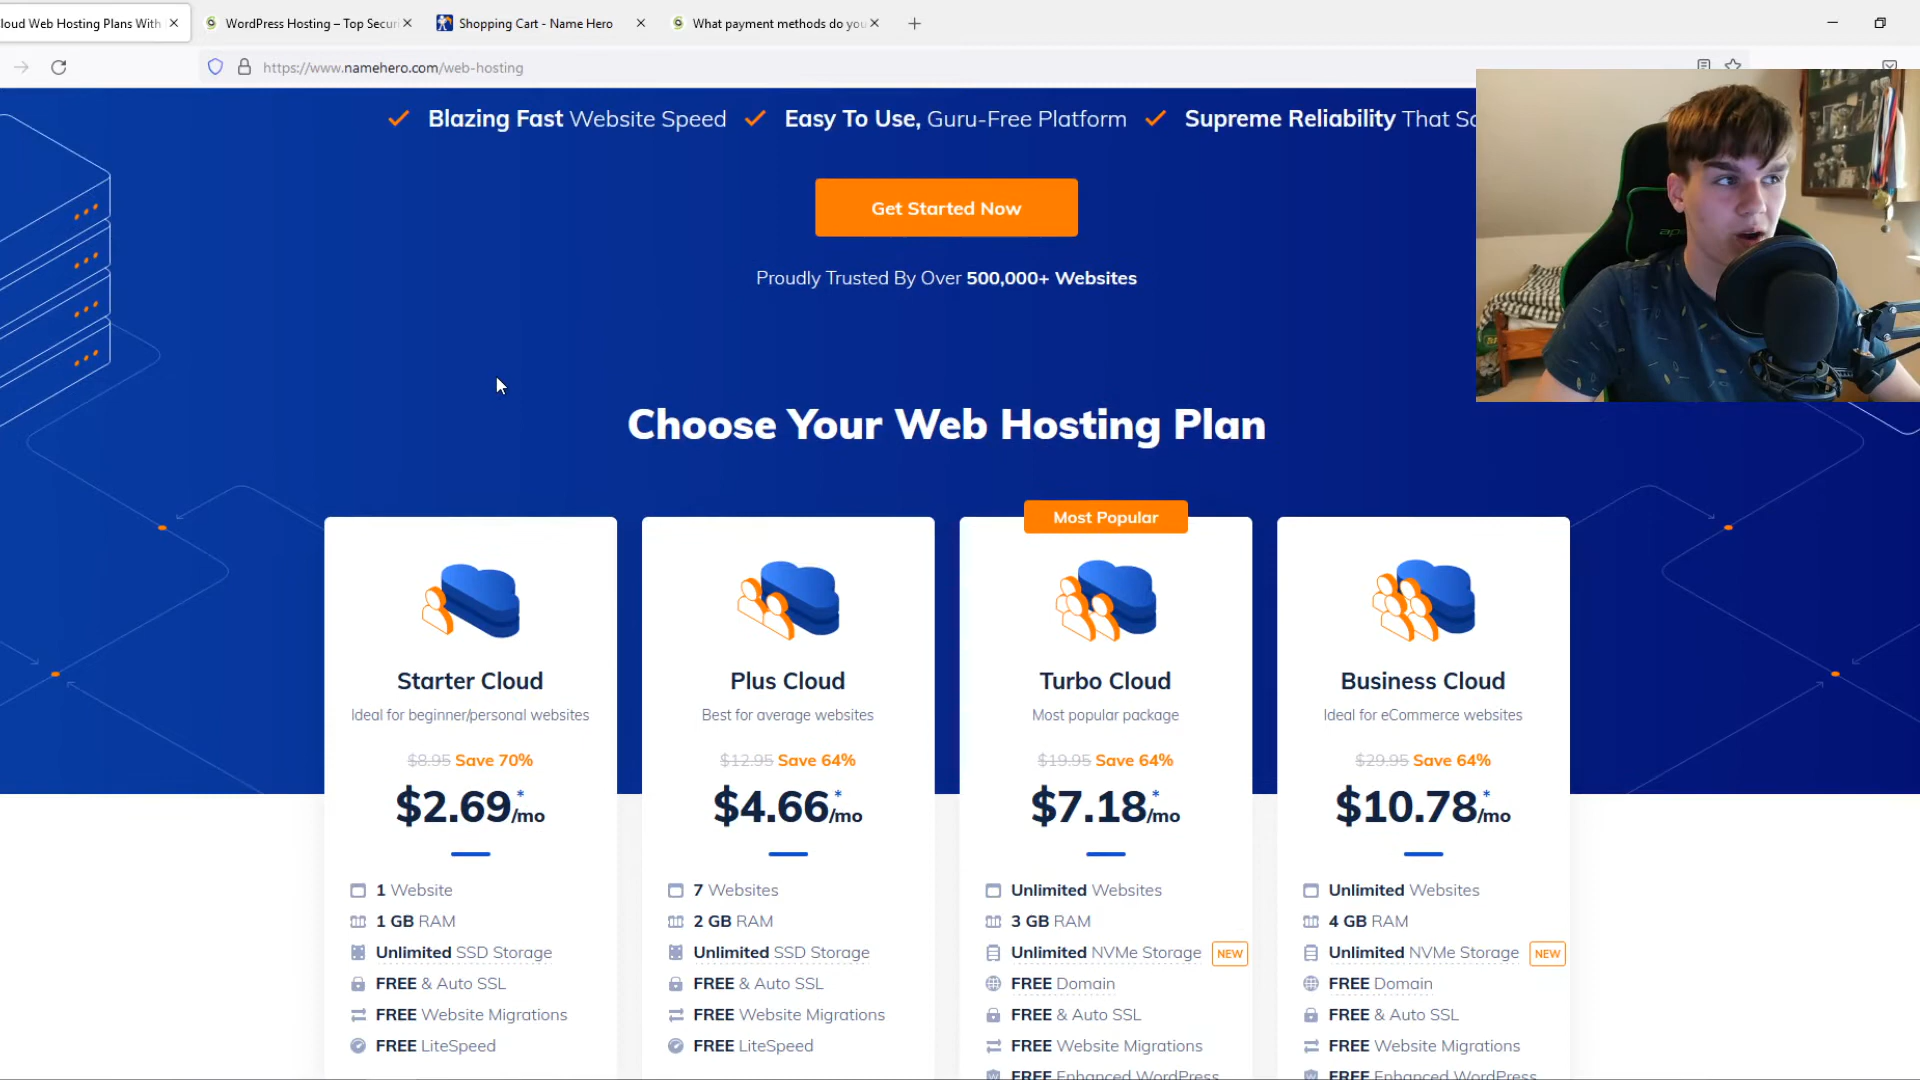 loud Web Hosting Plans With
WordPress Hosting – Top Securi
Shopping Cart - Name Hero
What payment methods do you
https://www.namehero.com/web-hosting
Blazing Fast Website Speed
Easy To Use, Guru-Free Platform
Supreme Reliability That Sc
Get Started Now
Proudly Trusted By Over 500,000+ Websites
Choose Your Web Hosting Plan
Starter Cloud
Ideal for beginner/personal websites
$8.95 Save 70%
$2.69*/mo
1 Website
1 GB RAM
Unlimited SSD Storage
FREE & Auto SSL
FREE Website Migrations
FREE LiteSpeed
Plus Cloud
Best for average websites
$12.95 Save 64%
$4.66*/mo
7 Websites
2 GB RAM
Unlimited SSD Storage
FREE & Auto SSL
FREE Website Migrations
FREE LiteSpeed
Most Popular
Turbo Cloud
Most popular package
$19.95 Save 64%
$7.18*/mo
Unlimited Websites
3 GB RAM
Unlimited NVMe Storage NEW
FREE Domain
FREE & Auto SSL
FREE Website Migrations
FREE Enhanced WordPress
Business Cloud
Ideal for eCommerce websites
$29.95 Save 64%
$10.78*/mo
Unlimited Websites
4 GB RAM
Unlimited NVMe Storage NEW
FREE Domain
FREE & Auto SSL
FREE Website Migrations
FREE Enhanced WordPress